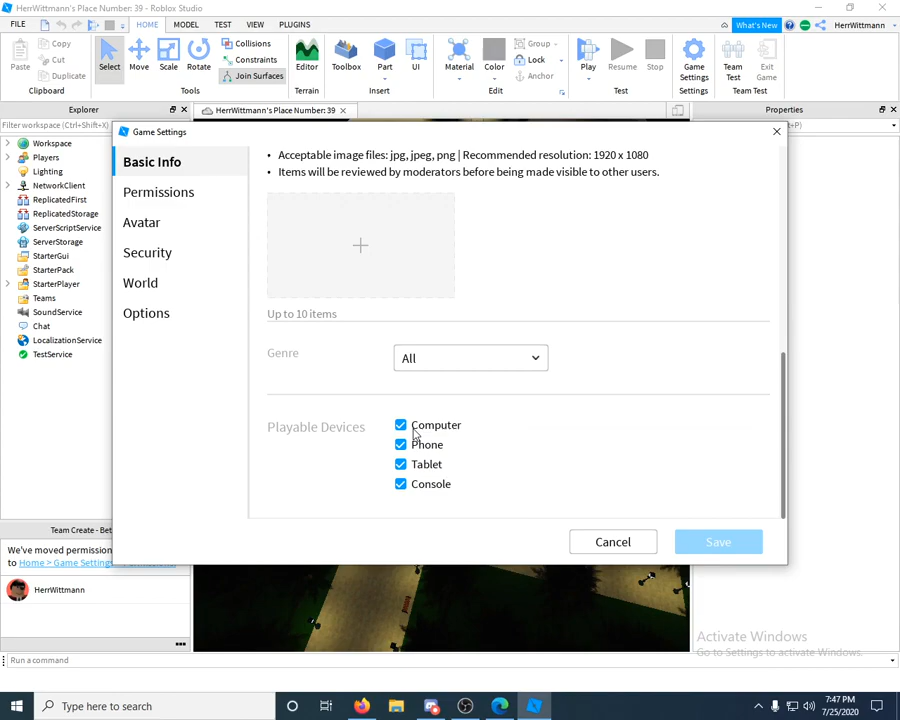 HerrWittmann's Place Number: 39 - Roblox Studio
FILE HOME MODEL TEST VIEW PLUGINS What's New HerrWittmann
Paste Copy Cut Duplicate Select Move Scale Rotate Collisions Constraints Join Surfaces Editor Toolbox Part UI Material Color Group Lock Anchor Play Resume Stop Game Settings Team Test Exit Game
Clipboard Tools Terrain Insert Edit Test Settings Team Test
Explorer HerrWittmann's Place Number: 39 Properties
Filter workspace (Ctrl+Shift+X)
Workspace
Players
Lighting
NetworkClient
ReplicatedFirst
ReplicatedStorage
ServerScriptService
ServerStorage
StarterGui
StarterPack
StarterPlayer
Teams
SoundService
Chat
LocalizationService
TestService
Game Settings
Basic Info
Permissions
Avatar
Security
World
Options
• Acceptable image files: jpg, jpeg, png | Recommended resolution: 1920 x 1080
• Items will be reviewed by moderators before being made visible to other users.
Up to 10 items
Genre All
Playable Devices Computer
Phone
Tablet
Console
Cancel Save
Team Create - Bet
We've moved permission
to Home > Game Settings
HerrWittmann
Run a command
Activate Windows
Go to Settings to activate Windows.
Type here to search
7:47 PM
7/25/2020